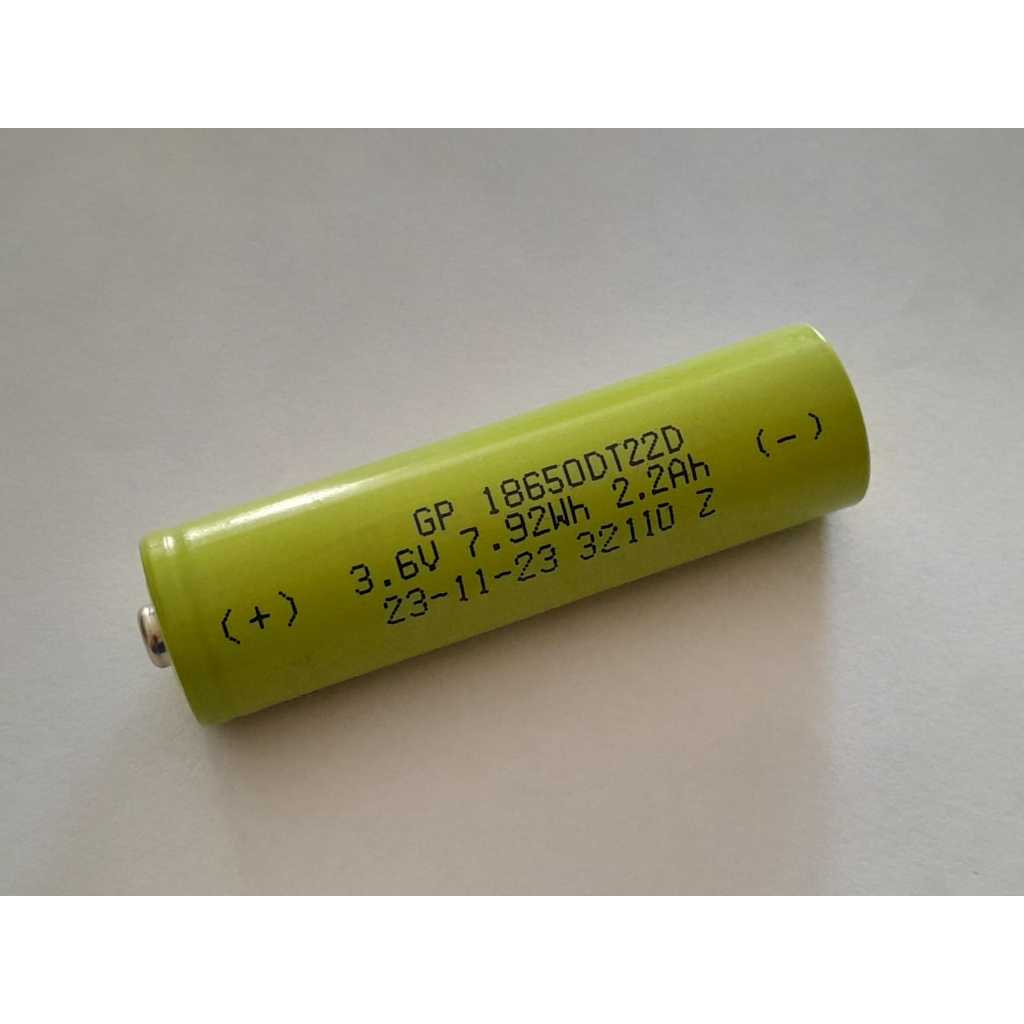 GP 18650DT22D
3.6V 7.92Wh 2.2Ah
23-11-23 32110 Z
(+)
(-)